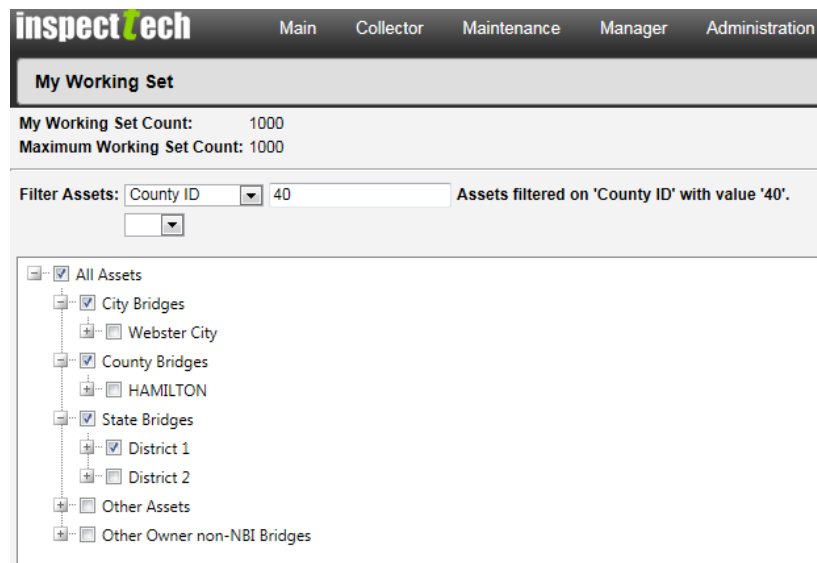 inspecttech Main Collector Maintenance Manager Administration
My Working Set
My Working Set Count: 1000
Maximum Working Set Count: 1000
Filter Assets: County ID 40 Assets filtered on 'County ID' with value '40'.
All Assets
City Bridges
Webster City
County Bridges
HAMILTON
State Bridges
District 1
District 2
Other Assets
Other Owner non-NBI Bridges